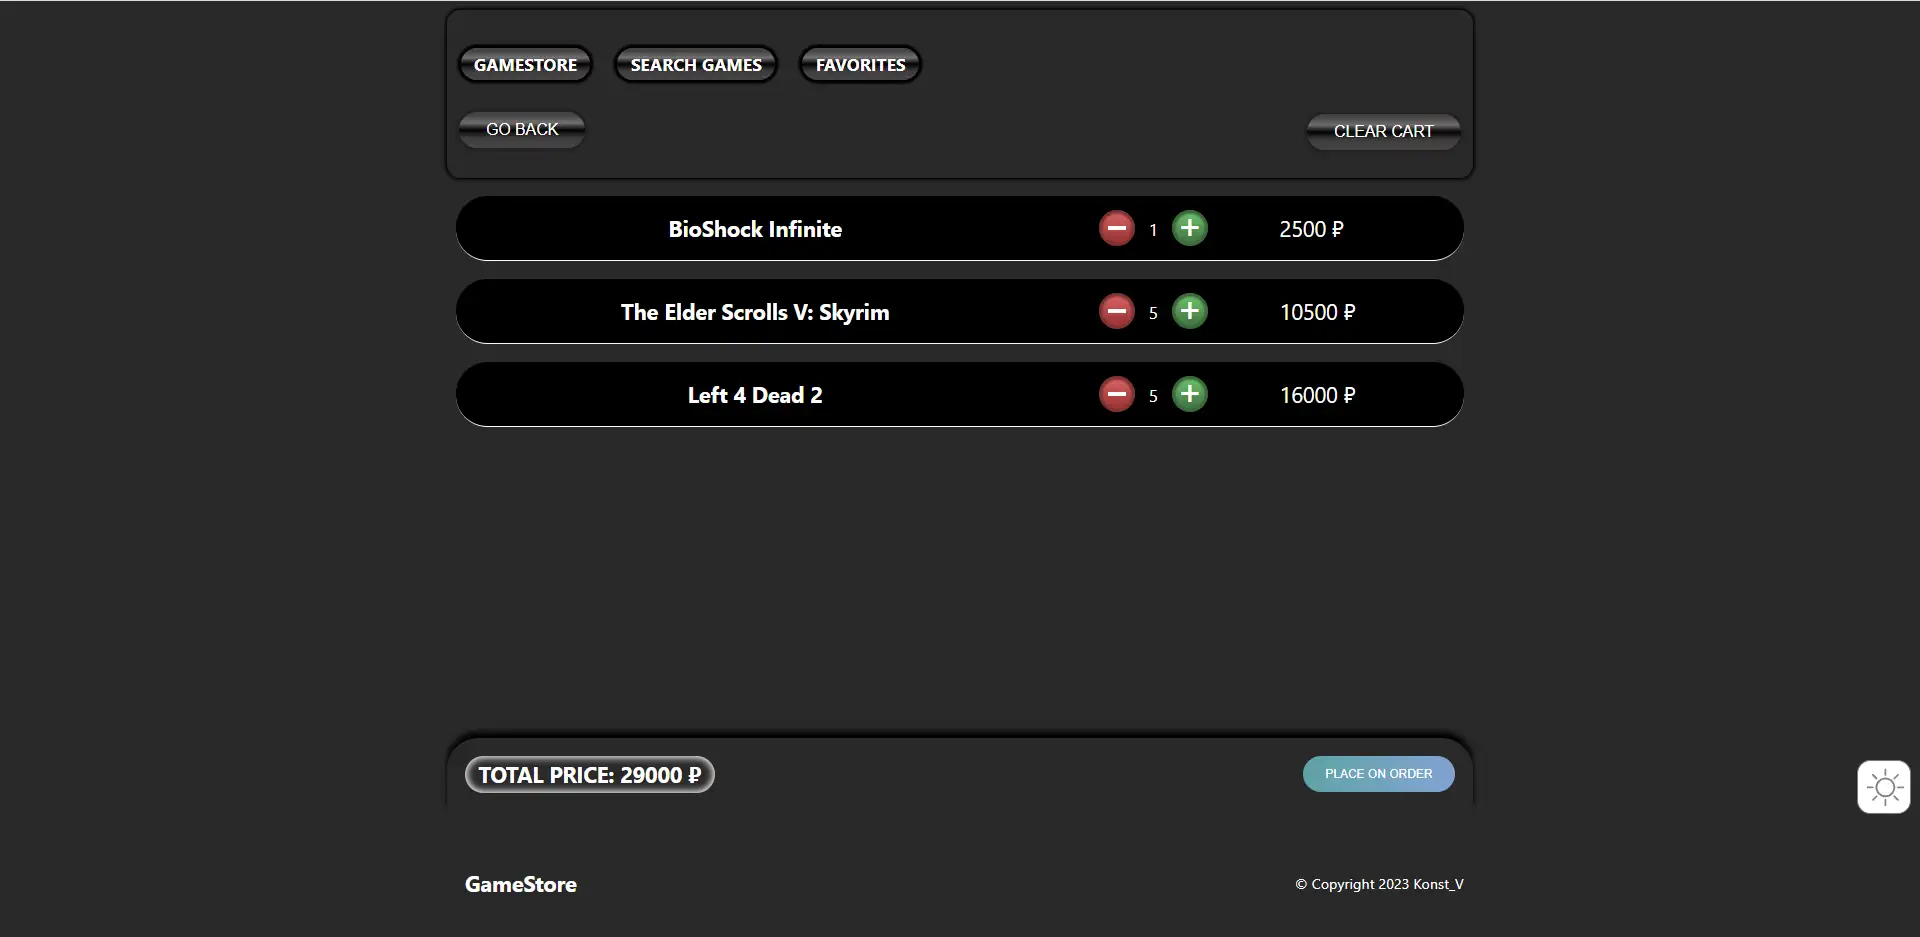 GAMESTORE SEARCH GAMES FAVORITES
GO BACK CLEAR CART
BioShock Infinite 1 2500 ₽
The Elder Scrolls V: Skyrim 5 10500 ₽
Left 4 Dead 2 5 16000 ₽
TOTAL PRICE: 29000 ₽ PLACE ON ORDER
GameStore © Copyright 2023 Konst_V